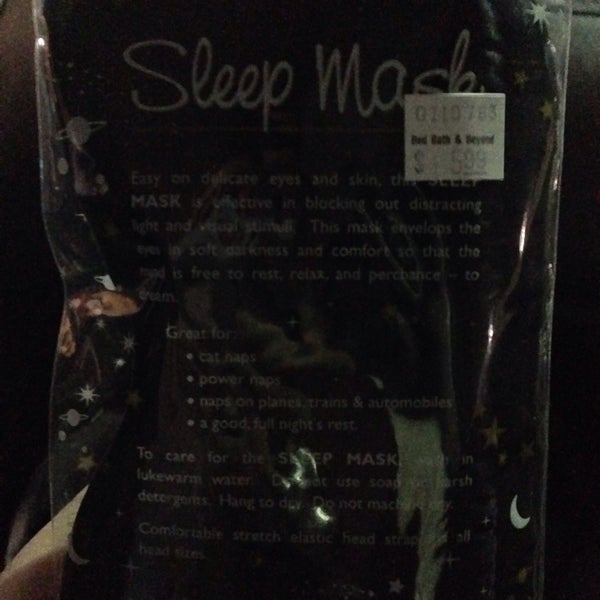 Sleep Mask
0110783
Bed Bath & Beyond
$ 5.99
Easy on delicate eyes and skin, this SLEEP
MASK is effective in blocking out distracting
light and visual stimuli. This mask envelops the
eyes in soft darkness and comfort so that the
mind is free to rest, relax, and perchance – to
dream.
Great for:
• cat naps
• power naps
• naps on planes, trains & automobiles
• a good, full night's rest.
To care for the SLEEP MASK, wash in
lukewarm water. Do not use soap or harsh
detergents. Hang to dry. Do not machine dry.
Comfortable stretch elastic head strap fits all
head sizes.